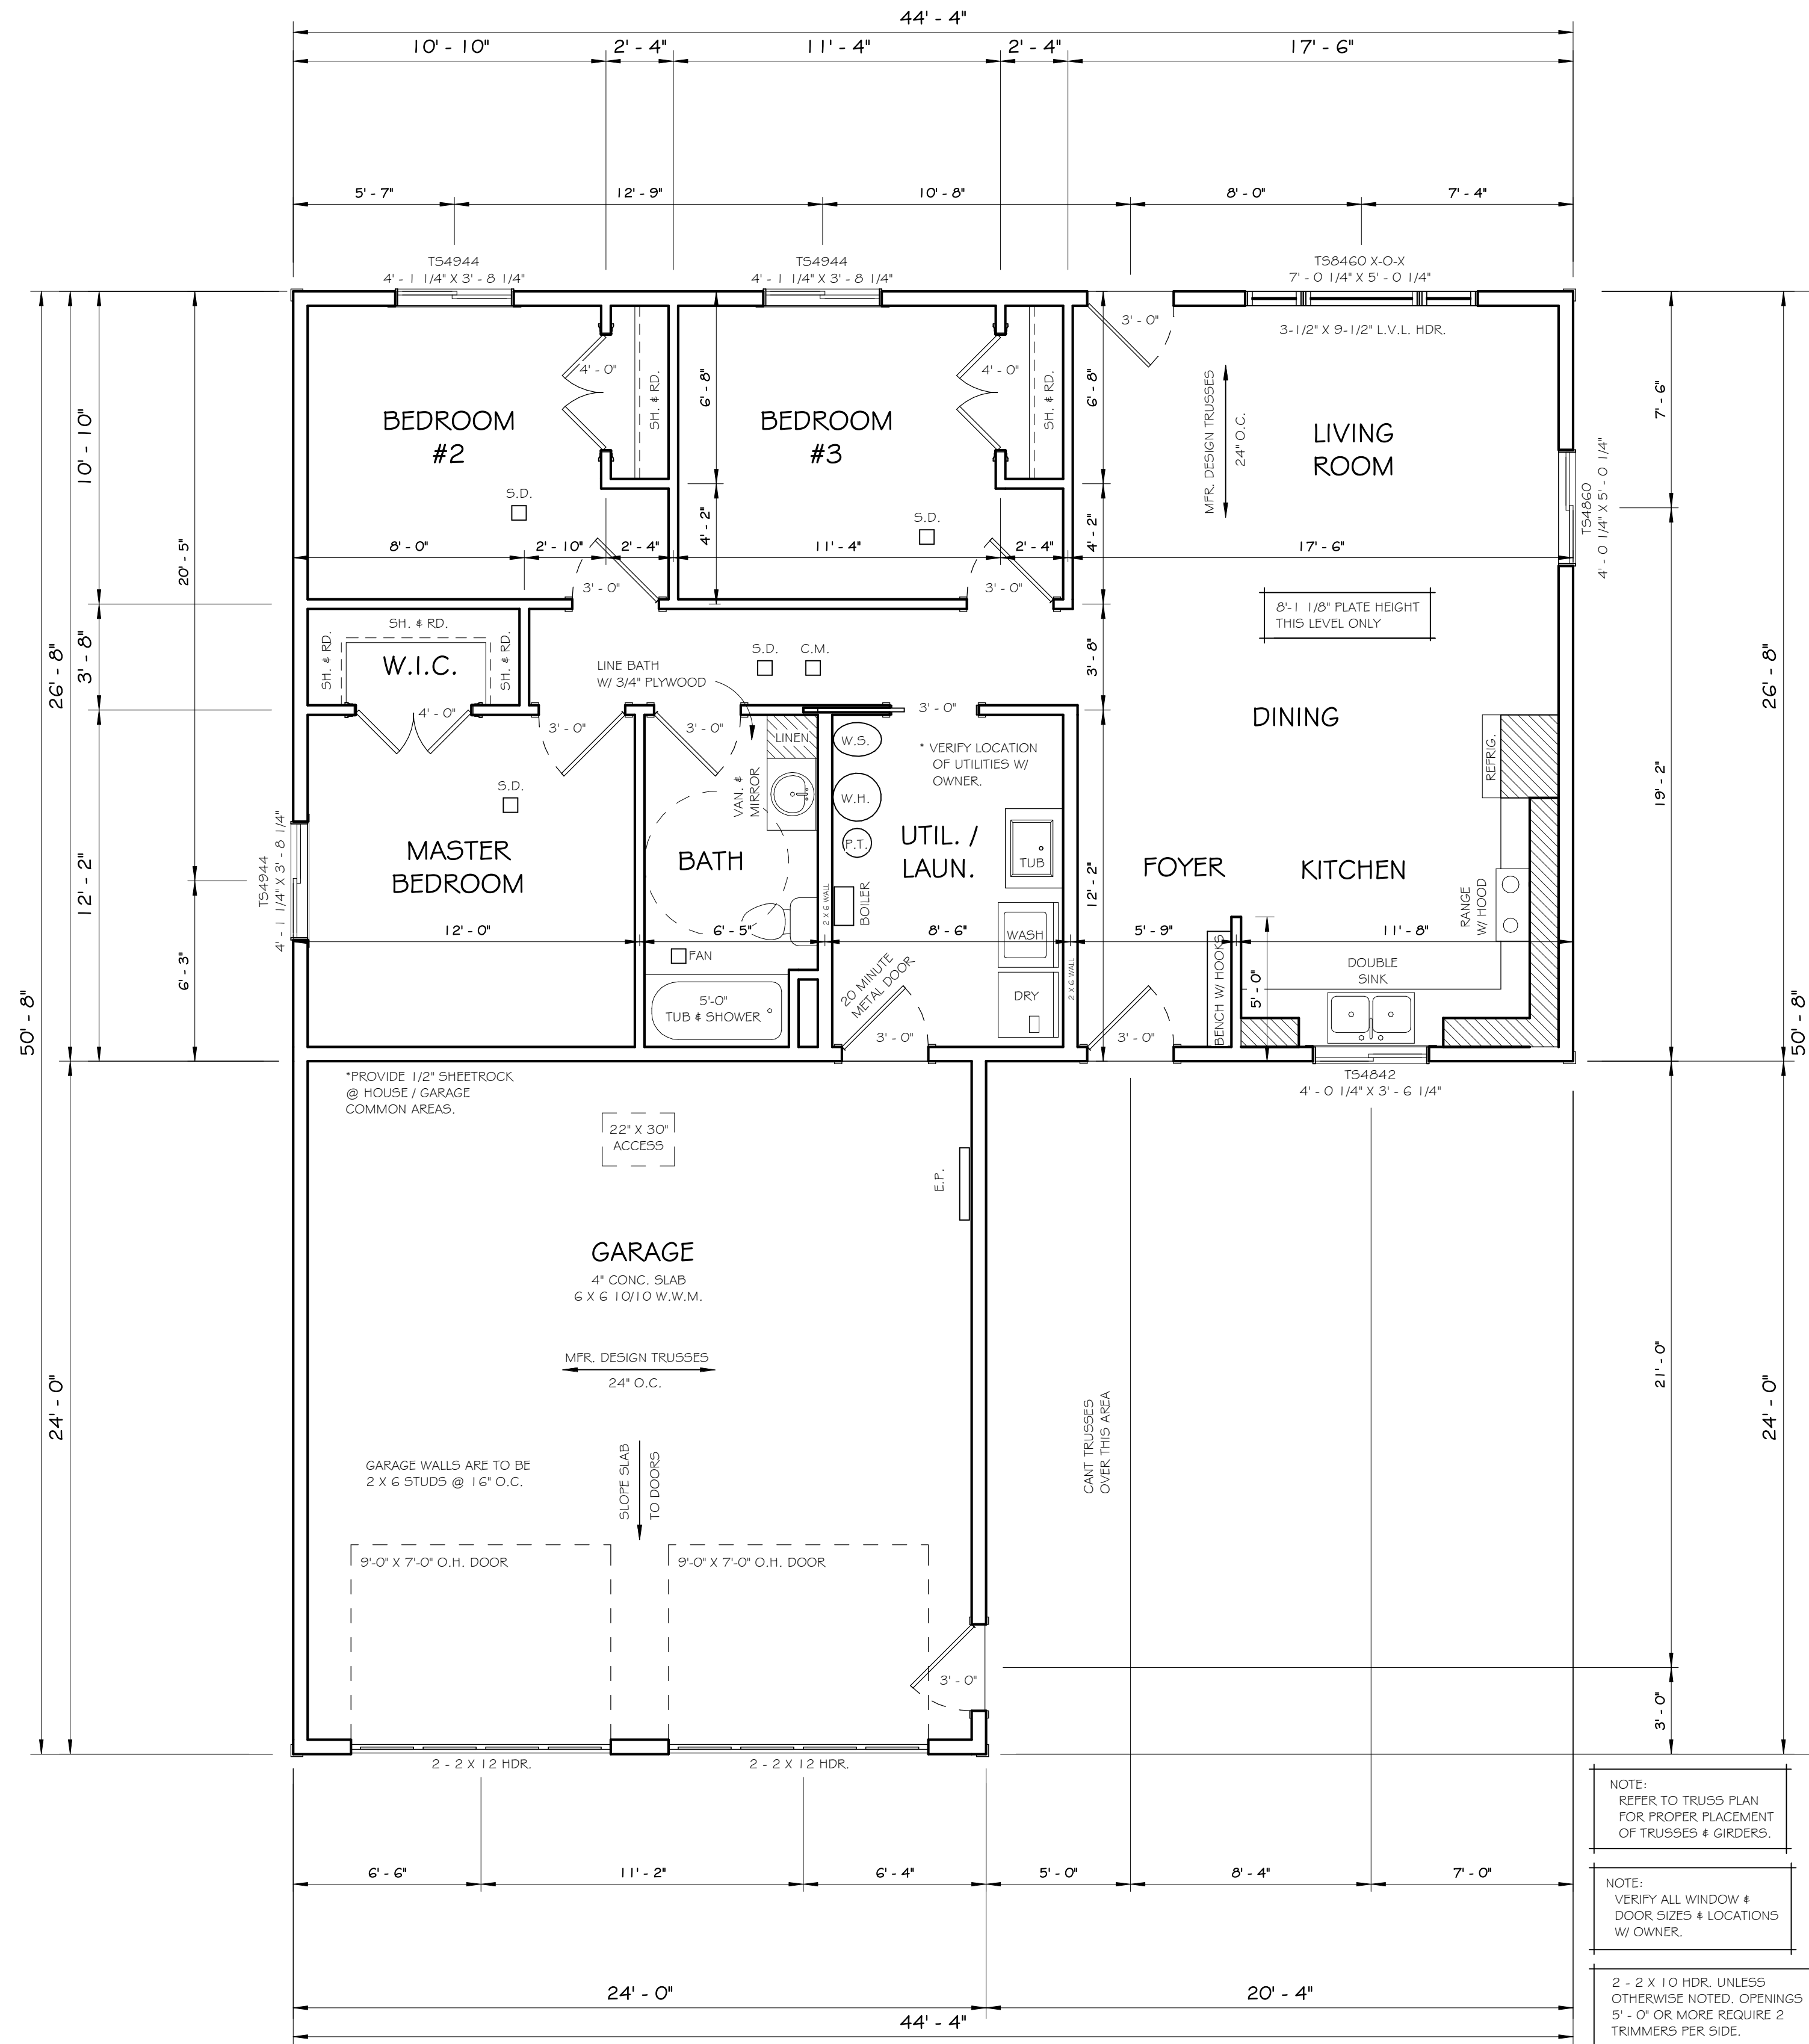 44' - 4"
10' - 10"
2' - 4"
11' - 4"
2' - 4"
17' - 6"
5' - 7"
12' - 9"
10' - 8"
8' - 0"
7' - 4"
TS4944
4' - 1 1/4" X 3' - 8 1/4"
TS4944
4' - 1 1/4" X 3' - 8 1/4"
TS8460 X-O-X
7' - 0 1/4" X 5' - 0 1/4"
3' - 0"
3-1/2" X 9-1/2" L.V.L. HDR.
4' - 0"
SH. & RD.
6' - 8"
4' - 0"
SH. & RD.
6' - 8"
MFR. DESIGN TRUSSES
24" O.C.
BEDROOM
#2
BEDROOM
#3
LIVING
ROOM
7' - 6"
TS4860
4' - 0 1/4" X 5' - 0 1/4"
10' - 10"
20' - 5"
S.D.
S.D.
4' - 2"
4' - 2"
8' - 0"
2' - 10"
2' - 4"
11' - 4"
2' - 4"
17' - 6"
3' - 0"
3' - 0"
8'-1 1/8" PLATE HEIGHT
THIS LEVEL ONLY
SH. & RD.
SH. & RD.
SH. & RD.
W.I.C.
4' - 0"
LINE BATH
W/ 3/4" PLYWOOD
S.D.
C.M.
3' - 8"
3' - 8"
26' - 8"
26' - 8"
3' - 0"
3' - 0"
3' - 0"
DINING
LINEN
W.S.
* VERIFY LOCATION
OF UTILITIES W/
OWNER.
REFRIG.
S.D.
VAN. &
MIRROR
W.H.
P.T.
UTIL. /
LAUN.
TUB
19' - 2"
TS4944
4' - 1 1/4" X 3' - 8 1/4"
MASTER
BEDROOM
BATH
FOYER
KITCHEN
12' - 2"
12' - 2"
2 X 6 WALL
BOILER
RANGE
W/ HOOD
12' - 0"
6' - 5"
8' - 6"
WASH
5' - 9"
11' - 8"
FAN
6' - 3"
20 MINUTE
METAL DOOR
2 X 6 WALL
BENCH W/ HOOKS
5' - 0"
DOUBLE
SINK
5'-0"
TUB & SHOWER
DRY
3' - 0"
3' - 0"
50' - 8"
50' - 8"
*PROVIDE 1/2" SHEETROCK
@ HOUSE / GARAGE
COMMON AREAS.
TS4842
4' - 0 1/4" X 3' - 6 1/4"
22" X 30"
ACCESS
E.P.
GARAGE
4" CONC. SLAB
6 X 6 10/10 W.W.M.
MFR. DESIGN TRUSSES
24" O.C.
24' - 0"
21' - 0"
24' - 0"
CANT TRUSSES
OVER THIS AREA
GARAGE WALLS ARE TO BE
2 X 6 STUDS @ 16" O.C.
SLOPE SLAB
TO DOORS
9'-0" X 7'-0" O.H. DOOR
9'-0" X 7'-0" O.H. DOOR
3' - 0"
3' - 0"
2 - 2 X 12 HDR.
2 - 2 X 12 HDR.
NOTE:
REFER TO TRUSS PLAN
FOR PROPER PLACEMENT
OF TRUSSES & GIRDERS.
6' - 6"
11' - 2"
6' - 4"
5' - 0"
8' - 4"
7' - 0"
NOTE:
VERIFY ALL WINDOW &
DOOR SIZES & LOCATIONS
W/ OWNER.
24' - 0"
20' - 4"
44' - 4"
2 - 2 X 10 HDR. UNLESS
OTHERWISE NOTED. OPENINGS
5' - 0" OR MORE REQUIRE 2
TRIMMERS PER SIDE.